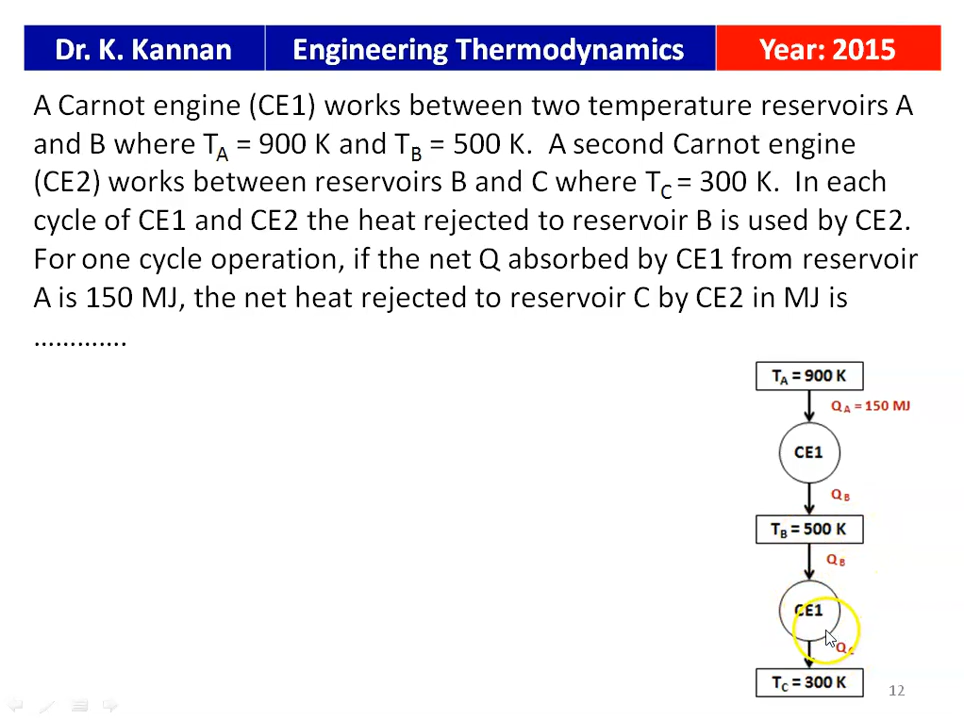 Dr. K. Kannan Engineering Thermodynamics Year: 2015
A Carnot engine (CE1) works between two temperature reservoirs A
and B where T_A = 900 K and T_B = 500 K. A second Carnot engine
(CE2) works between reservoirs B and C where T_C = 300 K. In each
cycle of CE1 and CE2 the heat rejected to reservoir B is used by CE2.
For one cycle operation, if the net Q absorbed by CE1 from reservoir
A is 150 MJ, the net heat rejected to reservoir C by CE2 in MJ is
.............
T_A = 900 K
Q_A = 150 MJ
CE1
Q_B
T_B = 500 K
Q_B
CE1
Q_C
T_C = 300 K
12